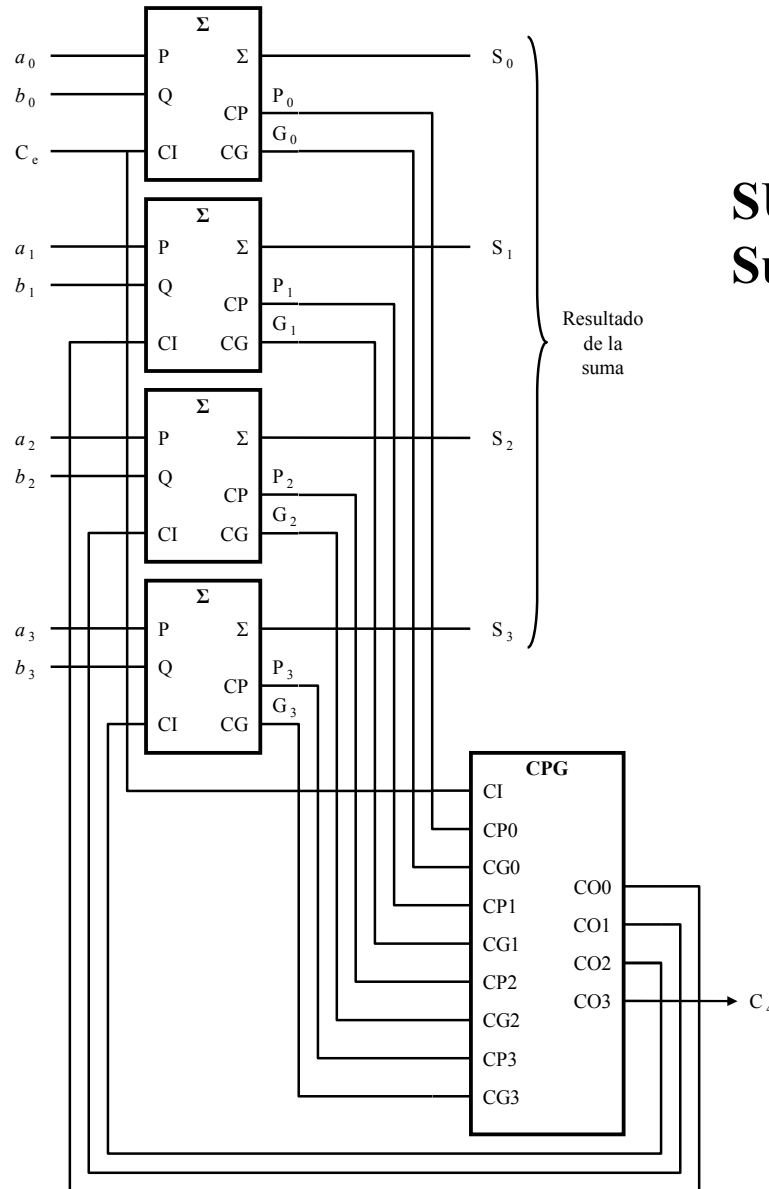 Σ
a0 P Σ S0
b0 Q
CP P0
G0
Ce CI CG
Σ
a1 P Σ S1
b1 Q
CP P1
G1
CI CG
Resultado
de la
suma
Σ
a2 P Σ S2
b2 Q
CP P2
G2
CI CG
Σ
a3 P Σ S3
b3 Q
CP P3
G3
CI CG
CPG
CI
CP0
CG0
CO0
CP1
CO1
CG1
CO2
CP2
CO3 C
CG2
CP3
CG3